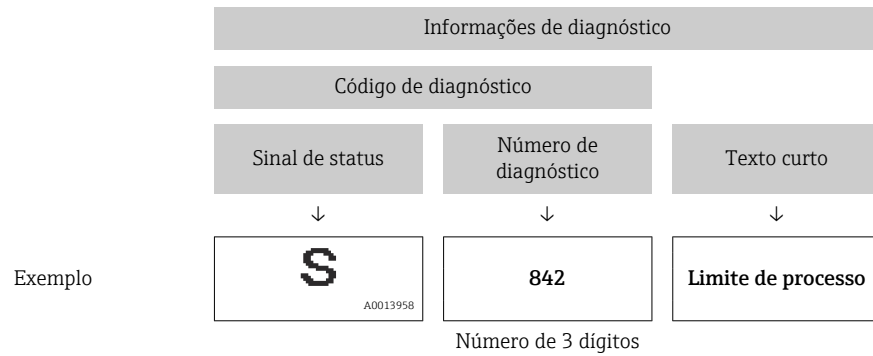 Informações de diagnóstico
Código de diagnóstico
Sinal de status
Número de
diagnóstico
Texto curto
↓ ↓ ↓
Exemplo
S
A0013958
842
Limite de processo
Número de 3 dígitos